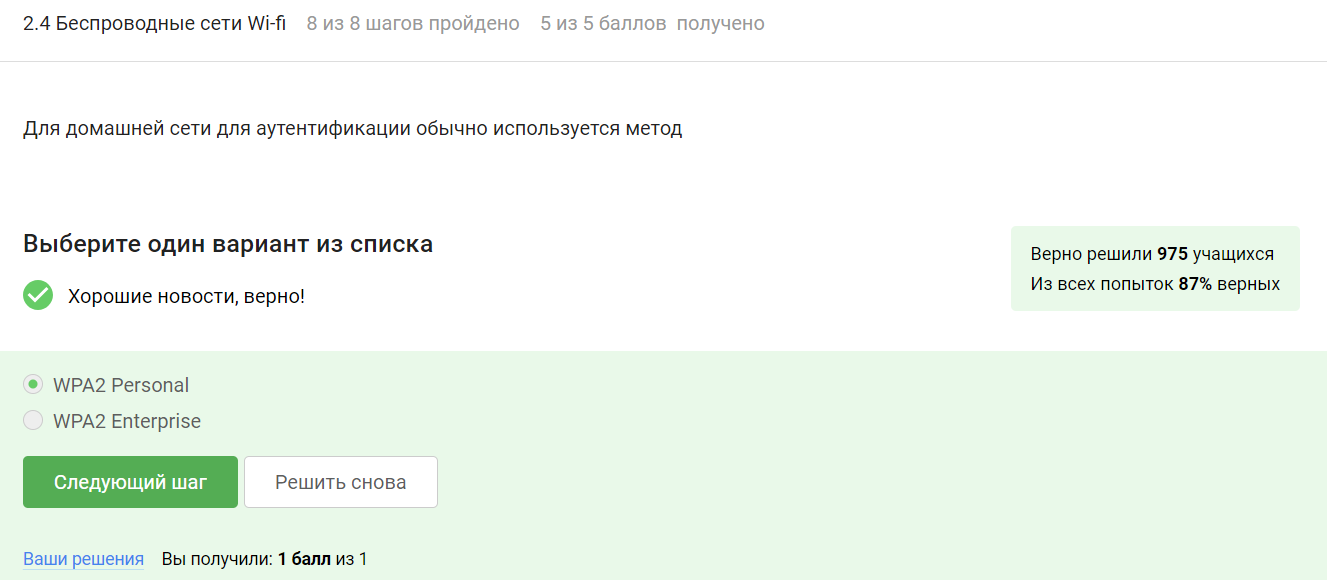 2.4 Беспроводные сети Wi-fi 8 из 8 шагов пройдено 5 из 5 баллов получено
Для домашней сети для аутентификации обычно используется метод
Выберите один вариант из списка
Хорошие новости, верно!
Верно решили 975 учащихся
Из всех попыток 87% верных
WPA2 Personal
WPA2 Enterprise
Следующий шаг Решить снова
Ваши решения Вы получили: 1 балл из 1